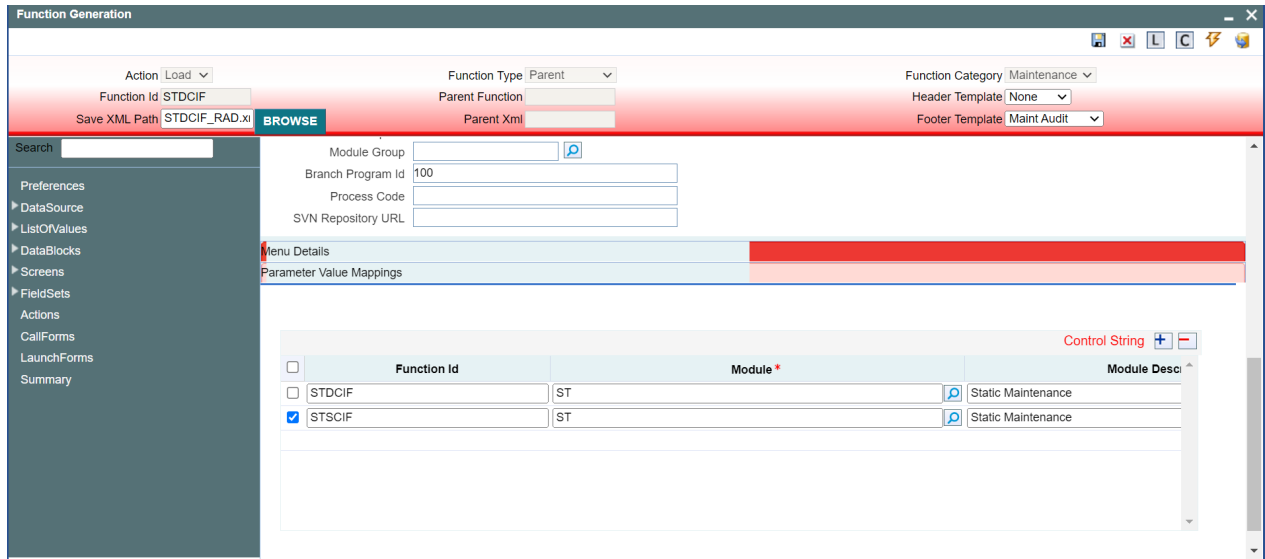 Function Generation
L C
Action Load Function Type Parent Function Category Maintenance
Function Id STDCIF Parent Function Header Template None
Save XML Path STDCIF_RAD.x BROWSE Parent Xml Footer Template Maint Audit
Search
Module Group
Branch Program Id 100
Process Code
SVN Repository URL
Preferences
DataSource
ListOfValues
DataBlocks
Screens
FieldSets
Actions
CallForms
LaunchForms
Summary
Menu Details
Parameter Value Mappings
Control String
Function Id Module * Module Desc
STDCIF ST Static Maintenance
STSCIF ST Static Maintenance